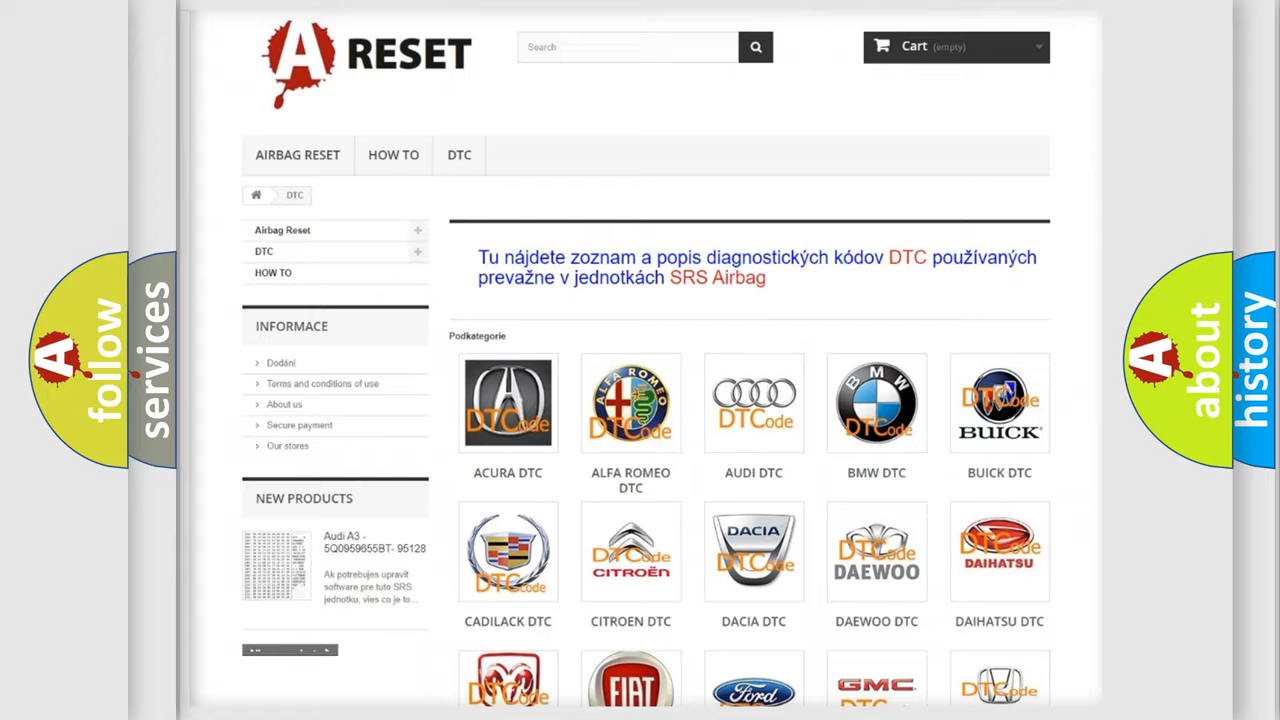 A RESET
Search
Cart (empty)
AIRBAG RESET
HOW TO
DTC
DTC
Airbag Reset
DTC
HOW TO
INFORMACE
Dodání
Terms and conditions of use
About us
Secure payment
Our stores
NEW PRODUCTS
Audi A3 -
5Q0959655BT- 95128
Ak potrebujes upravit
software pre tuto SRS
jednotku, vies co je to...
Tu nájdete zoznam a popis diagnostických kódov DTC používaných
prevažne v jednotkách SRS Airbag
Podkategorie
DTCode
ALFA ROMEO
DTCode
DTCode
BMW
DTCode
DTCode
BUICK
ACURA DTC
ALFA ROMEO
DTC
AUDI DTC
BMW DTC
BUICK DTC
DTCode
DTCode
CITROËN
DACIA
DTCode
DTCode
DAEWOO
DTCode
DAIHATSU
CADILACK DTC
CITROEN DTC
DACIA DTC
DAEWOO DTC
DAIHATSU DTC
DTCode
FIAT
Ford
GMC
DTCode
A follow
services
A about
history